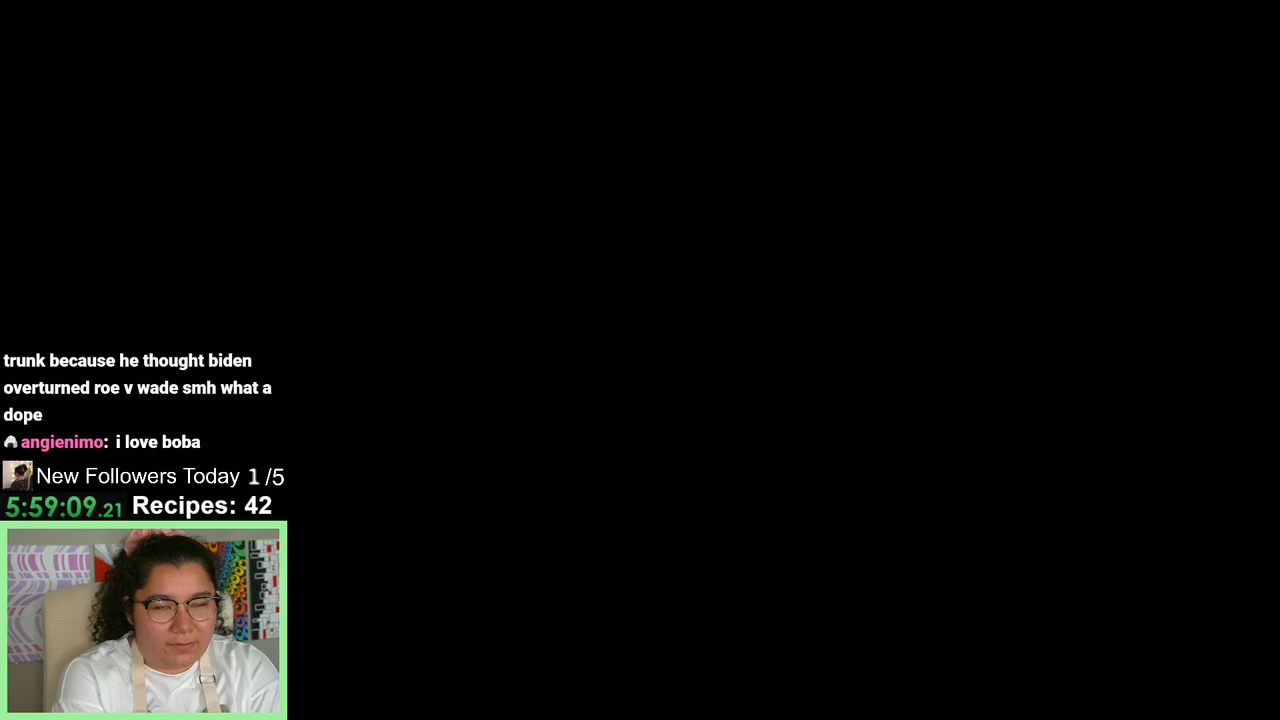 trunk because he thought biden
overturned roe v wade smh what a
dope
angienimo: i love boba
New Followers Today 1 /5
5:59:09.21 Recipes: 42